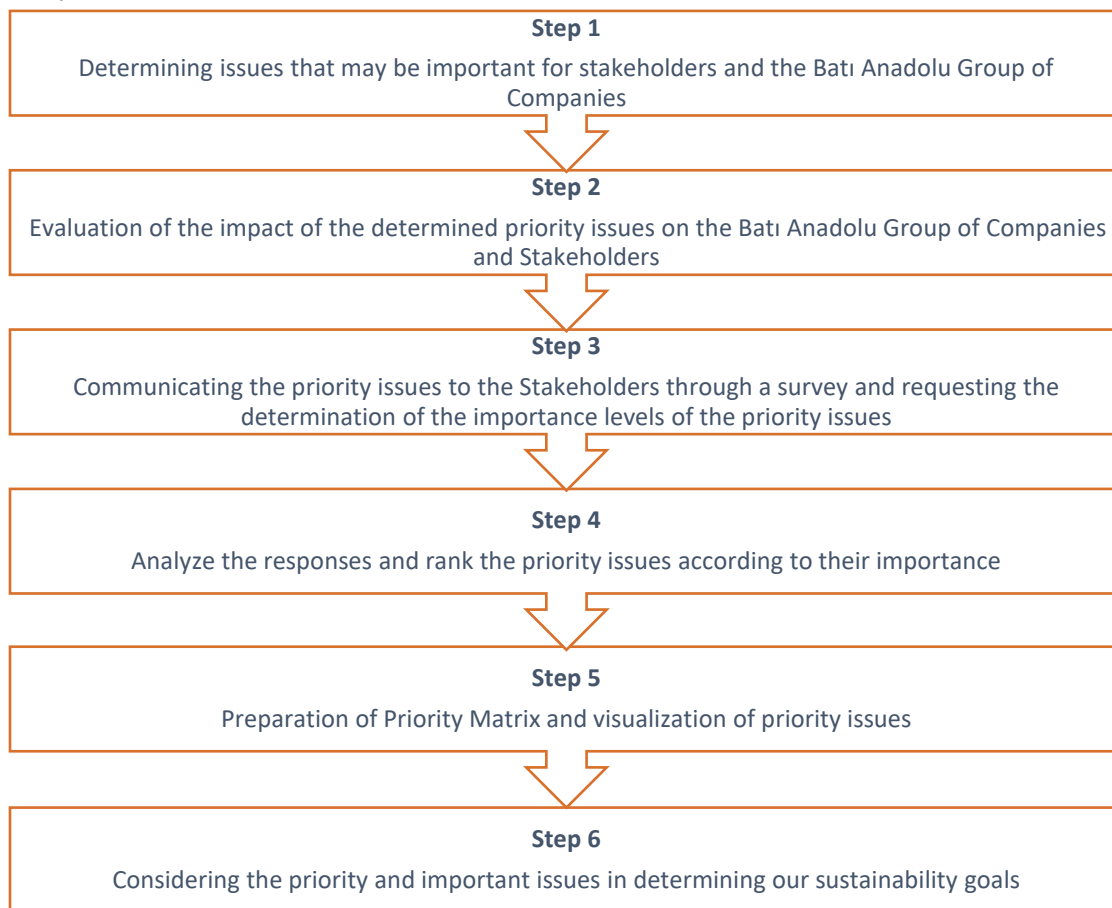 Step 1
Determining issues that may be important for stakeholders and the Batı Anadolu Group of
Companies
Step 2
Evaluation of the impact of the determined priority issues on the Batı Anadolu Group of Companies
and Stakeholders
Step 3
Communicating the priority issues to the Stakeholders through a survey and requesting the
determination of the importance levels of the priority issues
Step 4
Analyze the responses and rank the priority issues according to their importance
Step 5
Preparation of Priority Matrix and visualization of priority issues
Step 6
Considering the priority and important issues in determining our sustainability goals